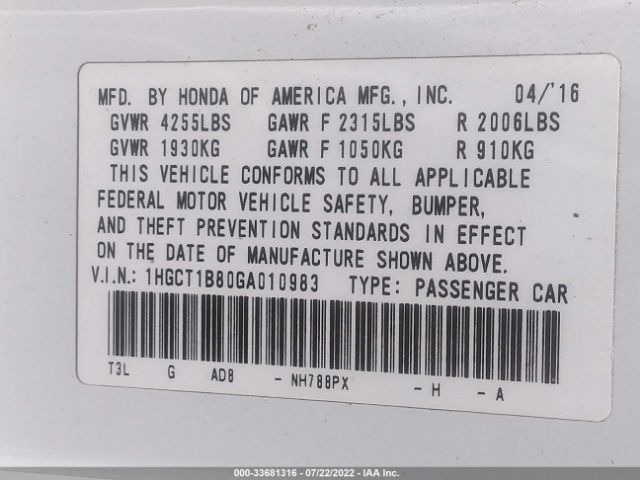 MFD. BY HONDA OF AMERICA MFG., INC. 04/'16
GVWR 4255LBS GAWR F 2315LBS R 2006LBS
GVWR 1930KG GAWR F 1050KG R 910KG
THIS VEHICLE CONFORMS TO ALL APPLICABLE
FEDERAL MOTOR VEHICLE SAFETY, BUMPER,
AND THEFT PREVENTION STANDARDS IN EFFECT
ON THE DATE OF MANUFACTURE SHOWN ABOVE.
V.I.N.: 1HGCT1B80GA010983 TYPE: PASSENGER CAR
T3L G AD8 - NH788PX - H - A
000-33681316 - 07/22/2022 - IAA Inc.